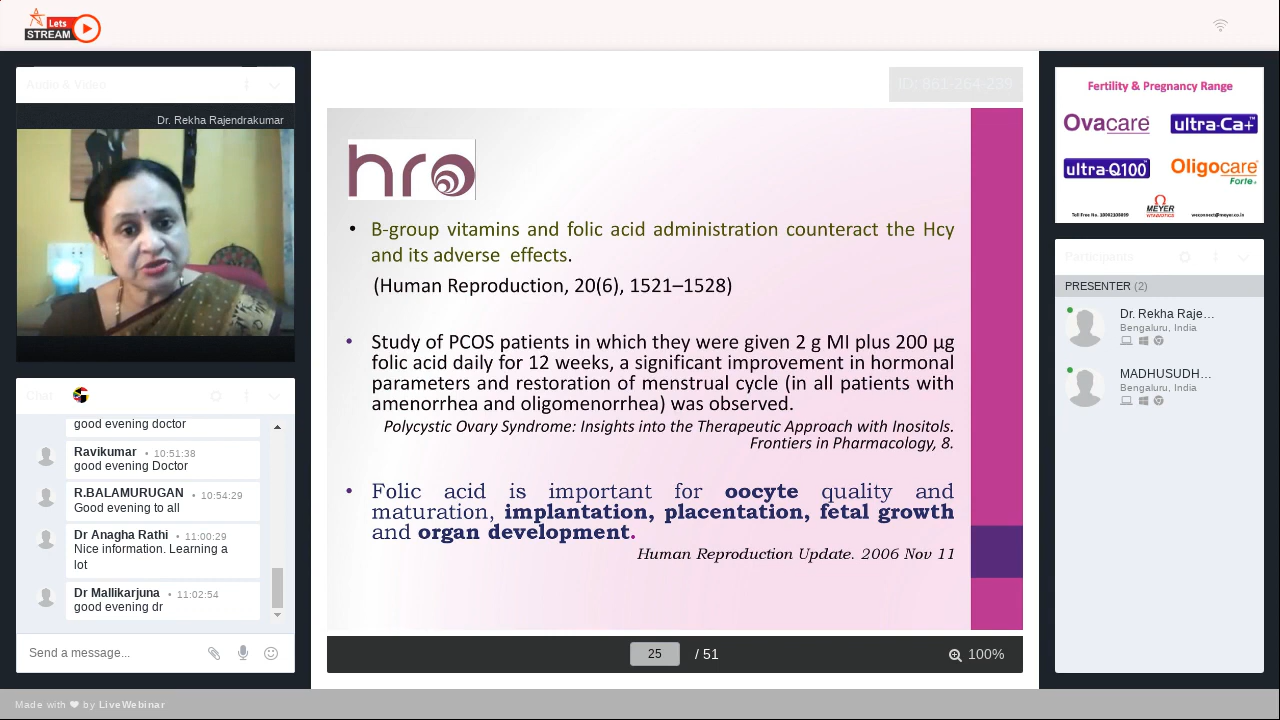 Lets
STREAM
Audio & Video
Dr. Rekha Rajendrakumar
Chat
good evening doctor
Ravikumar • 10:51:38
good evening Doctor
R.BALAMURUGAN • 10:54:29
Good evening to all
Dr Anagha Rathi • 11:00:29
Nice information. Learning a
lot
Dr Mallikarjuna • 11:02:54
good evening dr
Send a message...
ID: 861-264-239
hro
• B-group vitamins and folic acid administration counteract the Hcy
and its adverse effects.
(Human Reproduction, 20(6), 1521–1528)
• Study of PCOS patients in which they were given 2 g MI plus 200 µg
folic acid daily for 12 weeks, a significant improvement in hormonal
parameters and restoration of menstrual cycle (in all patients with
amenorrhea and oligomenorrhea) was observed.
Polycystic Ovary Syndrome: Insights into the Therapeutic Approach with Inositols.
Frontiers in Pharmacology, 8.
• Folic acid is important for oocyte quality and
maturation, implantation, placentation, fetal growth
and organ development.
Human Reproduction Update. 2006 Nov 11
25 / 51
100%
Fertility & Pregnancy Range
Ovacare ultra-Ca+
ultra-Q100 Oligocare
Forte
MEYER
VITABIOTICS
weconnect@meyer.co.in
Participants
PRESENTER (2)
Dr. Rekha Raje...
Bengaluru, India
MADHUSUDH...
Bengaluru, India
Made with ❤ by LiveWebinar